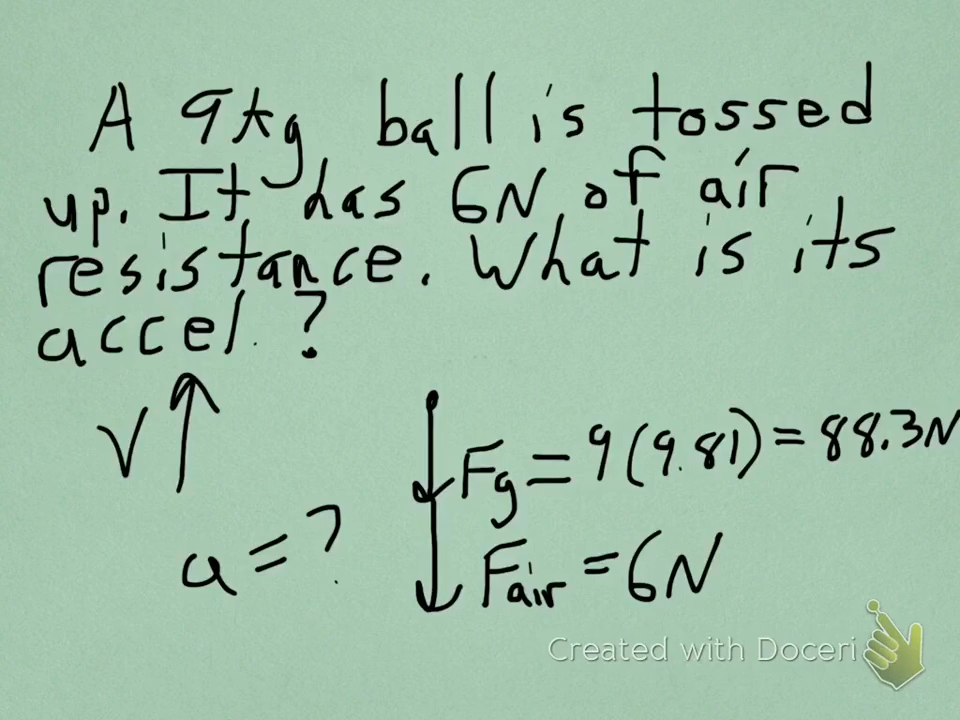 A 9kg ball is tossed
up. It has 6N of air
resistance. What is its
accel. ?
V
Fg = 9(9.81) = 88.3N
a = ?
Fair = 6N
Created with Doceri